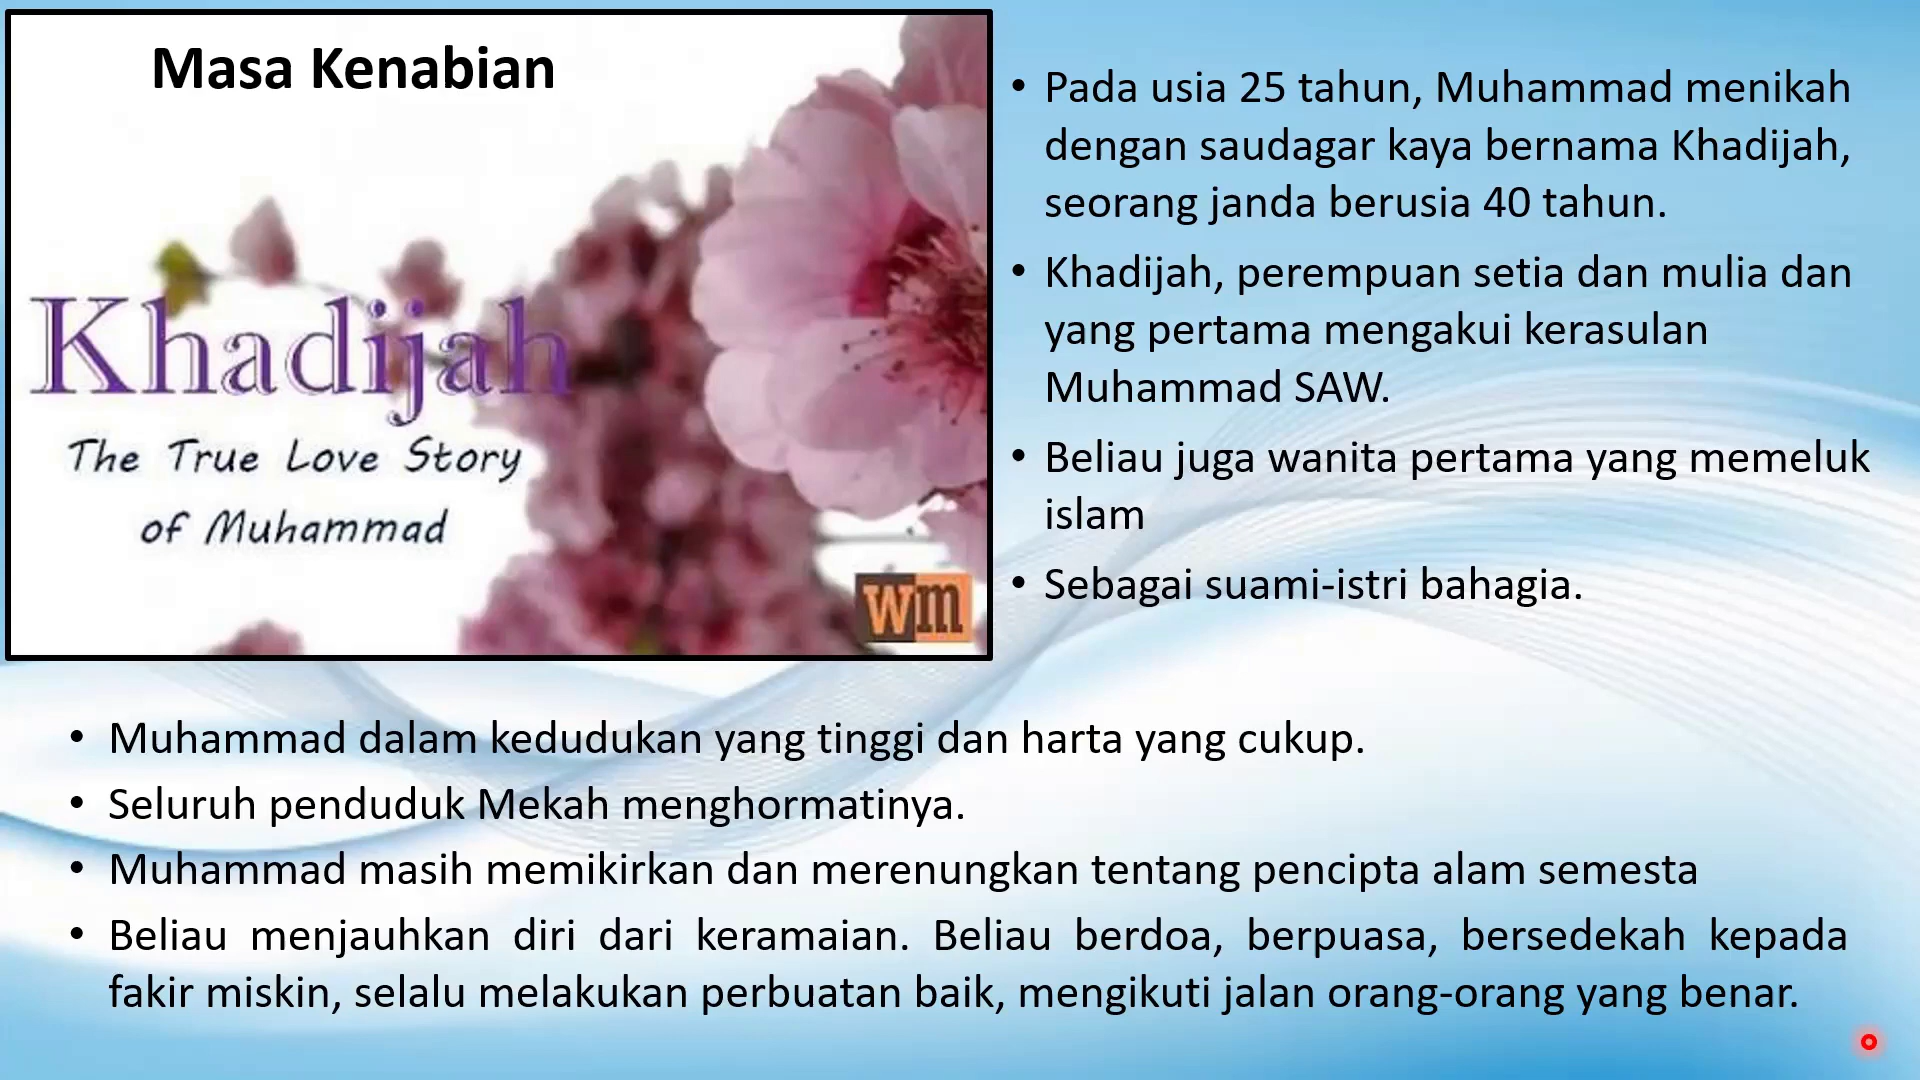 Masa Kenabian
Khadijah
The True Love Story
of Muhammad
wm
• Pada usia 25 tahun, Muhammad menikah
dengan saudagar kaya bernama Khadijah,
seorang janda berusia 40 tahun.
• Khadijah, perempuan setia dan mulia dan
yang pertama mengakui kerasulan
Muhammad SAW.
• Beliau juga wanita pertama yang memeluk
islam
• Sebagai suami-istri bahagia.
• Muhammad dalam kedudukan yang tinggi dan harta yang cukup.
• Seluruh penduduk Mekah menghormatinya.
• Muhammad masih memikirkan dan merenungkan tentang pencipta alam semesta
• Beliau menjauhkan diri dari keramaian. Beliau berdoa, berpuasa, bersedekah kepada
fakir miskin, selalu melakukan perbuatan baik, mengikuti jalan orang-orang yang benar.